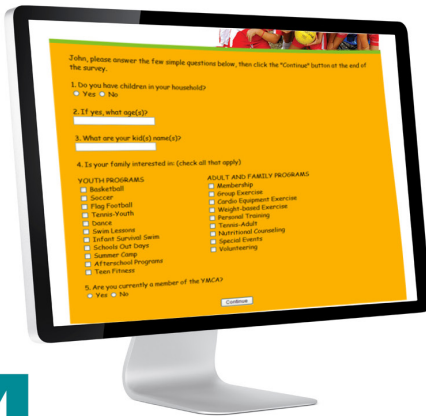 John, please answer the few simple questions below, then click the "Continue" button at the end of
the survey.
1. Do you have children in your household?
Yes No
2. If yes, what age(s)?
3. What are your kid(s) name(s)?
4. Is your family interested in: (check all that apply)
YOUTH PROGRAMS
Basketball
Soccer
Flag Football
Tennis-Youth
Dance
Swim Lessons
Infant Survival Swim
Schools Out Days
Summer Camp
Afterschool Programs
Teen Fitness
ADULT AND FAMILY PROGRAMS
Membership
Group Exercise
Cardio Equipment Exercise
Weight-based Exercise
Personal Training
Tennis-Adult
Nutritional Counseling
Special Events
Volunteering
5. Are you currently a member of the YMCA?
Yes No
Continue